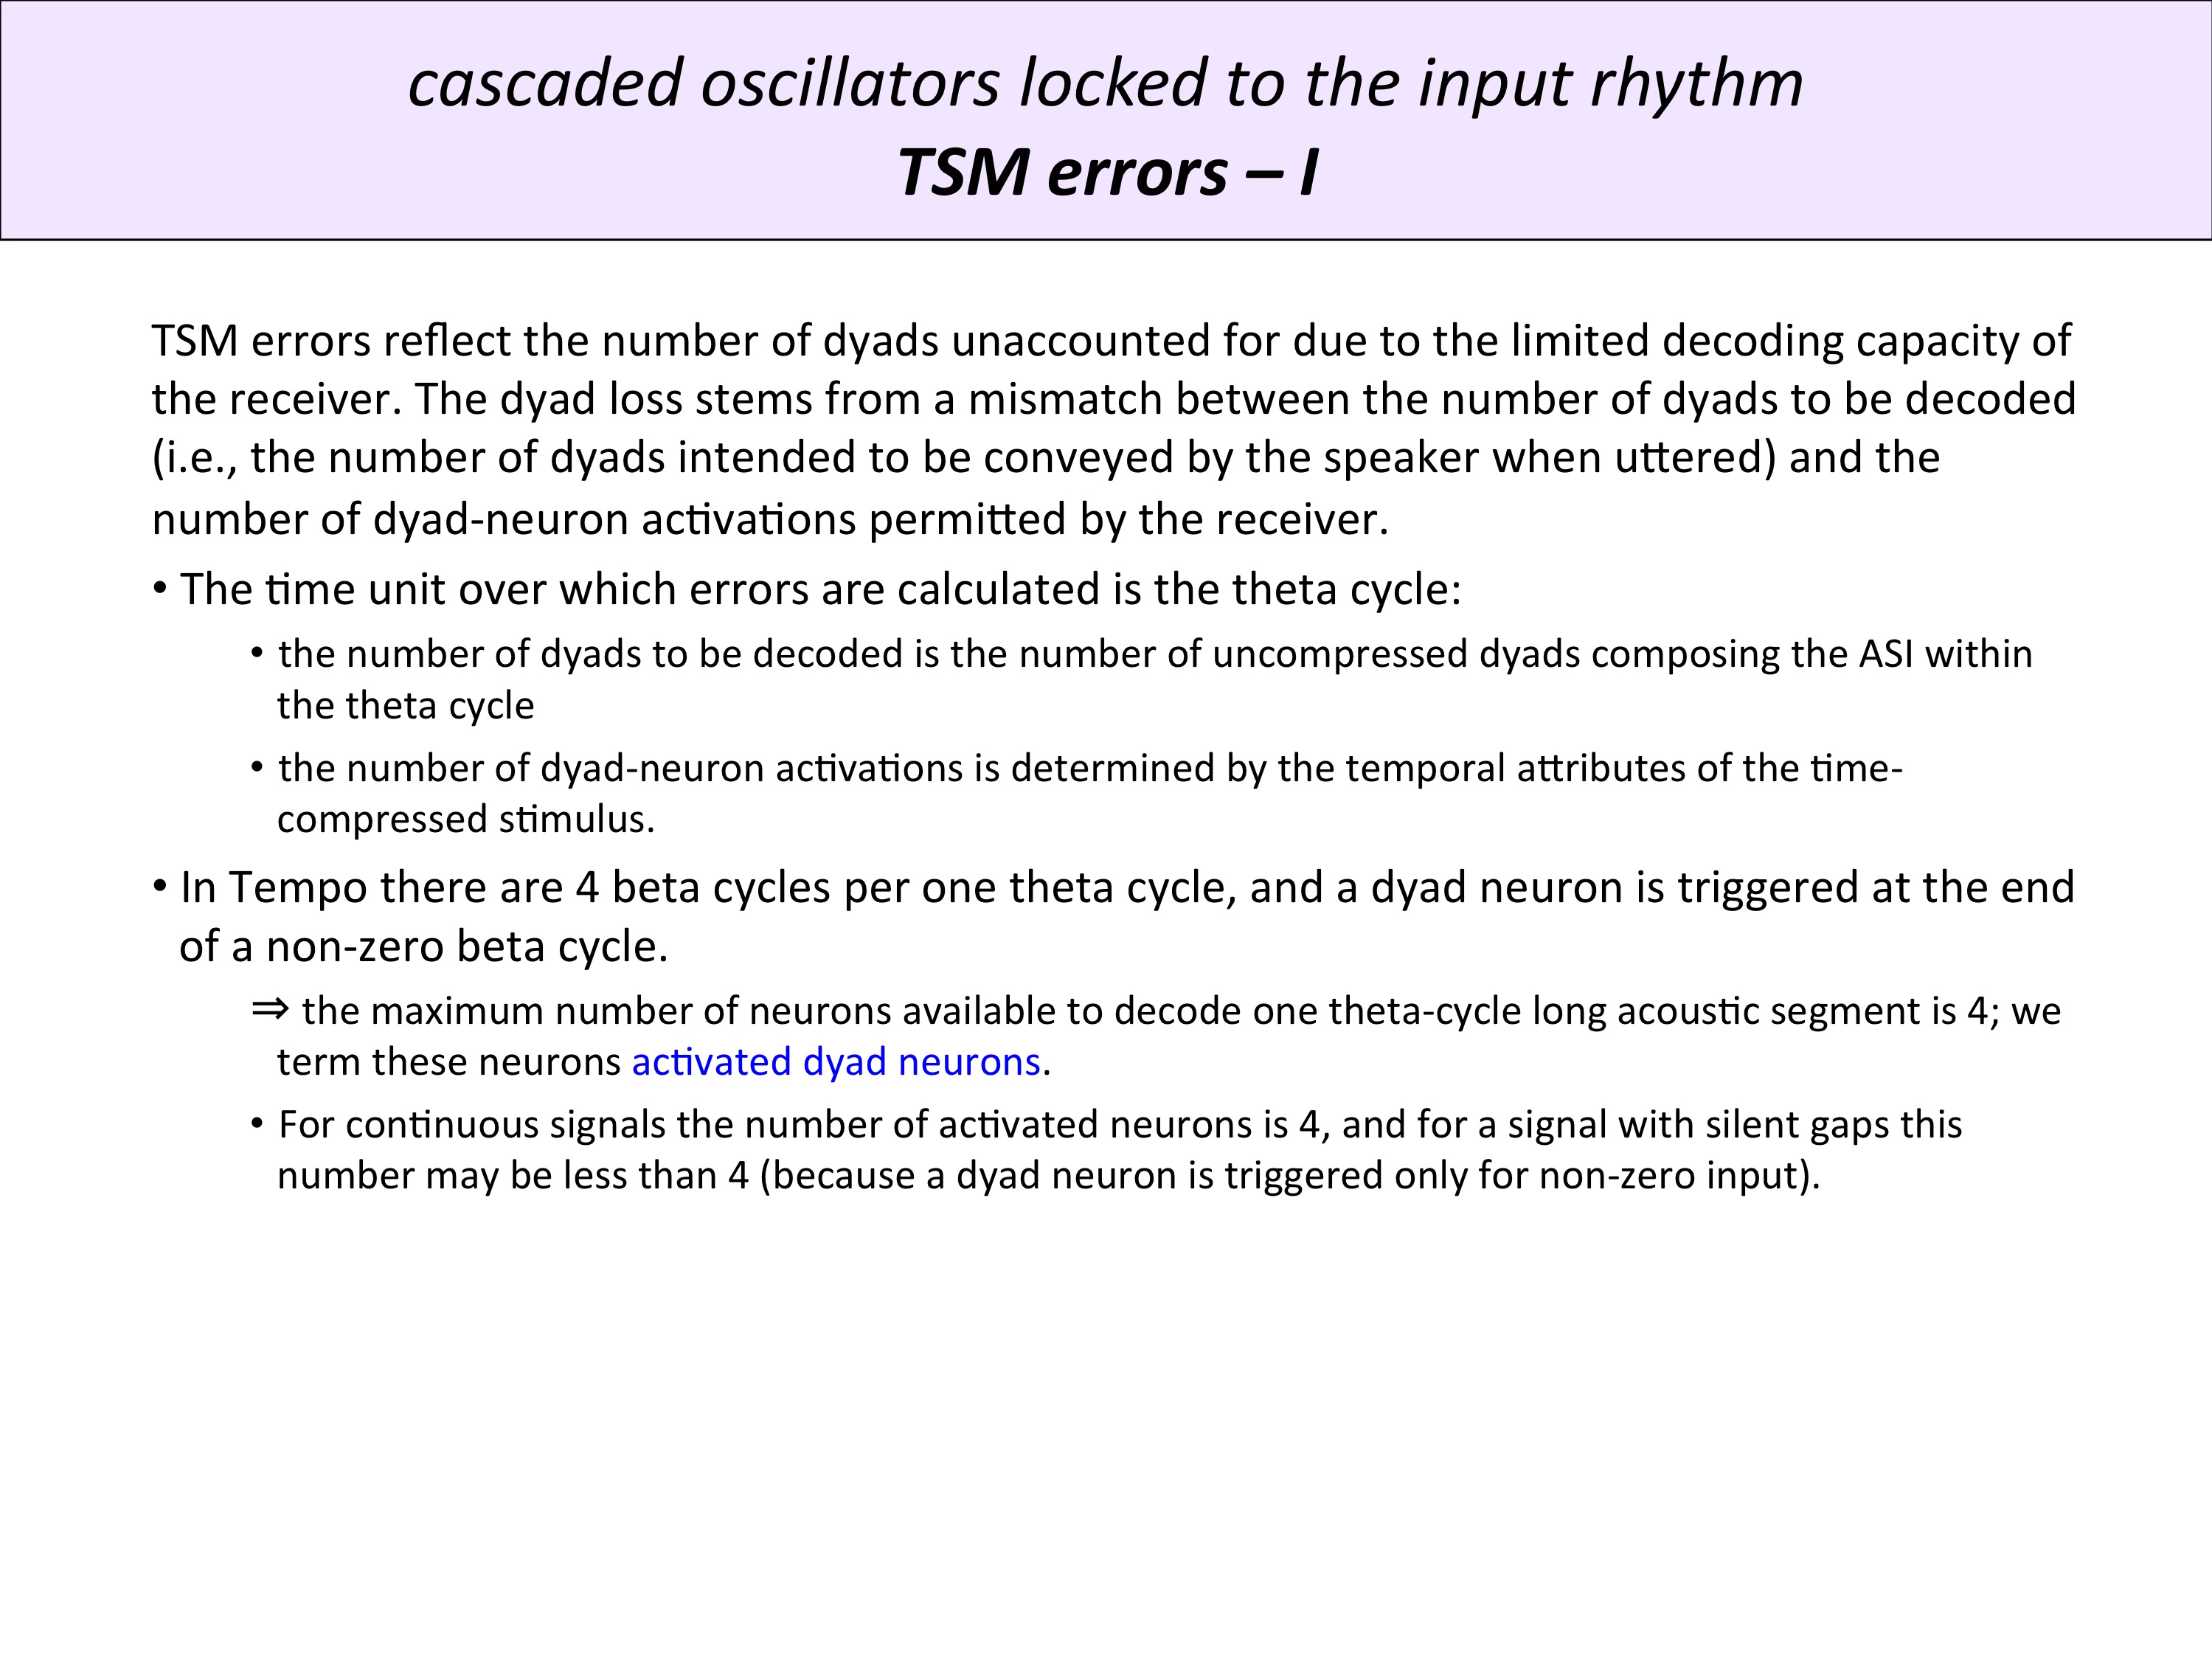 cascaded oscillators locked to the input rhythm
TSM errors – I
TSM errors reflect the number of dyads unaccounted for due to the limited decoding capacity of
the receiver. The dyad loss stems from a mismatch between the number of dyads to be decoded
(i.e., the number of dyads intended to be conveyed by the speaker when uttered) and the
number of dyad-neuron activations permitted by the receiver.
• The time unit over which errors are calculated is the theta cycle:
• the number of dyads to be decoded is the number of uncompressed dyads composing the ASI within
the theta cycle
• the number of dyad-neuron activations is determined by the temporal attributes of the time-
compressed stimulus.
• In Tempo there are 4 beta cycles per one theta cycle, and a dyad neuron is triggered at the end
of a non-zero beta cycle.
⇒ the maximum number of neurons available to decode one theta-cycle long acoustic segment is 4; we
term these neurons activated dyad neurons.
• For continuous signals the number of activated neurons is 4, and for a signal with silent gaps this
number may be less than 4 (because a dyad neuron is triggered only for non-zero input).